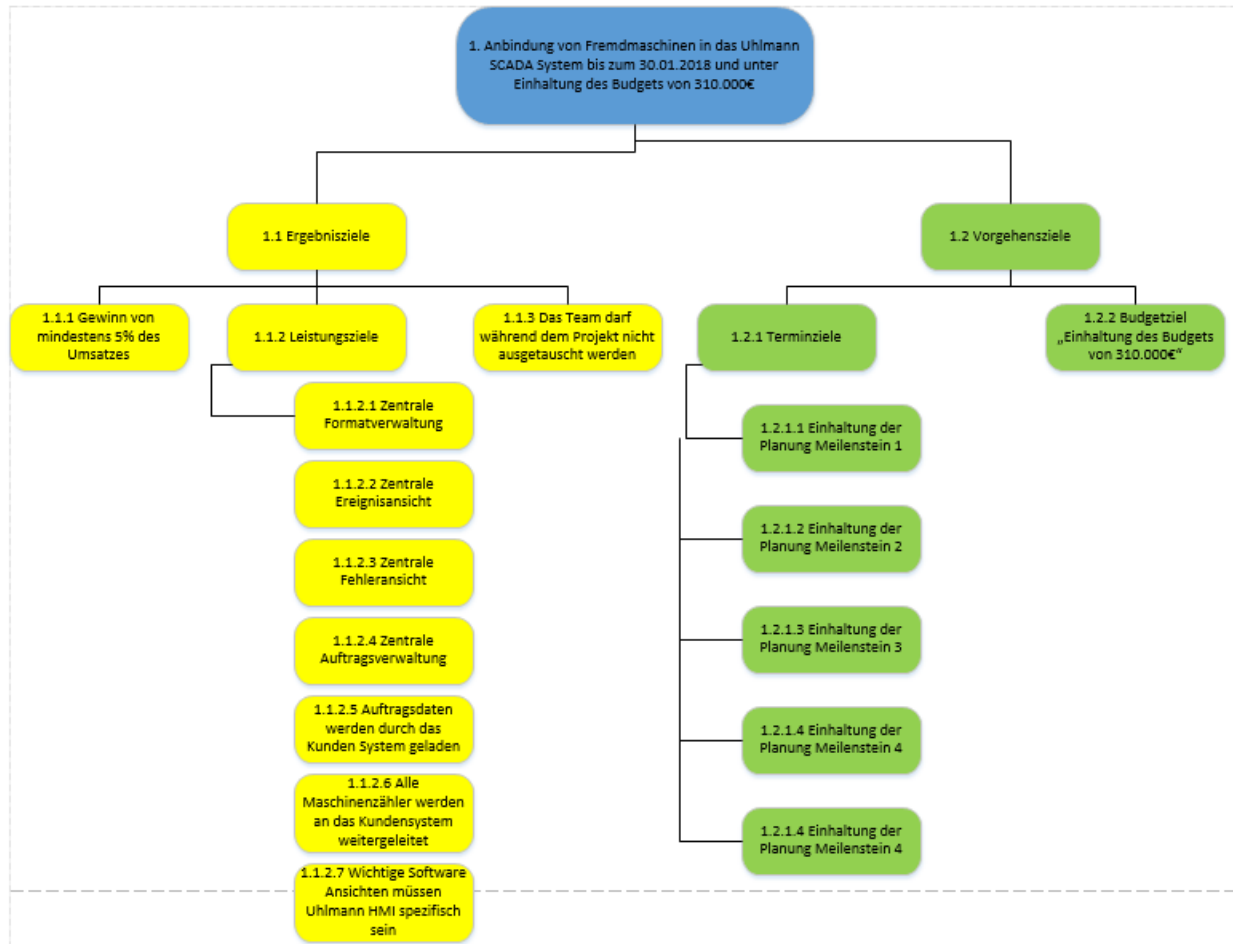 1. Anbindung von Fremdmaschinen in das Uhlmann
SCADA System bis zum 30.01.2018 und unter
Einhaltung des Budgets von 310.000€
1.1 Ergebnisziele
1.2 Vorgehensziele
1.1.1 Gewinn von
mindestens 5% des
Umsatzes
1.1.2 Leistungsziele
1.1.3 Das Team darf
während dem Projekt nicht
ausgetauscht werden
1.2.1 Terminziele
1.2.2 Budgetziel
„Einhaltung des Budgets
von 310.000€“
1.1.2.1 Zentrale
Formatverwaltung
1.1.2.2 Zentrale
Ereignisansicht
1.1.2.3 Zentrale
Fehleransicht
1.1.2.4 Zentrale
Auftragsverwaltung
1.1.2.5 Auftragsdaten
werden durch das
Kunden System geladen
1.1.2.6 Alle
Maschinenzähler werden
an das Kundensystem
weitergeleitet
1.1.2.7 Wichtige Software
Ansichten müssen
Uhlmann HMI spezifisch
sein
1.2.1.1 Einhaltung der
Planung Meilenstein 1
1.2.1.2 Einhaltung der
Planung Meilenstein 2
1.2.1.3 Einhaltung der
Planung Meilenstein 3
1.2.1.4 Einhaltung der
Planung Meilenstein 4
1.2.1.4 Einhaltung der
Planung Meilenstein 4